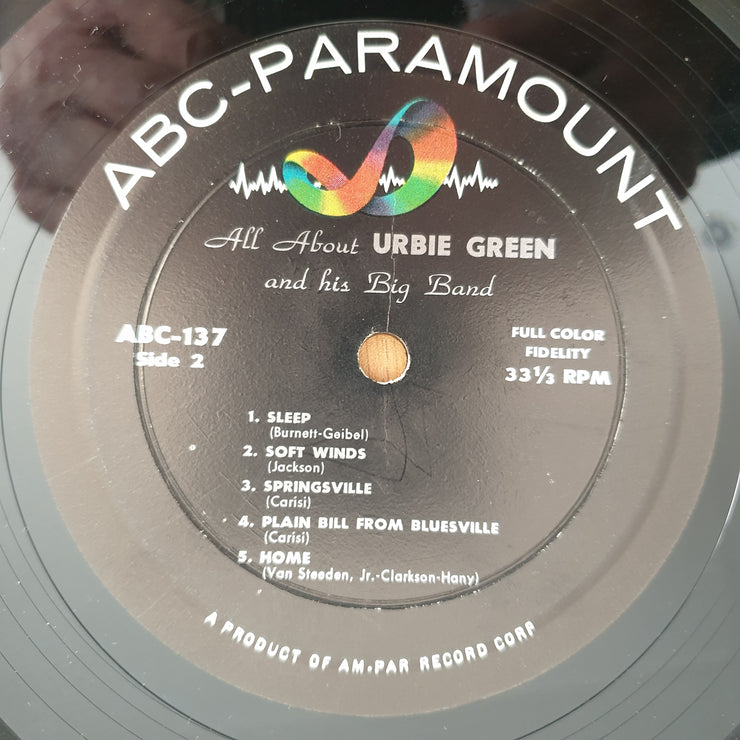 ABC-PARAMOUNT
All About URBIE GREEN
and his Big Band
ABC-137
Side 2
FULL COLOR
FIDELITY
33⅓ RPM
1. SLEEP
(Burnett-Geibel)
2. SOFT WINDS
(Jackson)
3. SPRINGSVILLE
(Carisi)
4. PLAIN BILL FROM BLUESVILLE
(Carisi)
5. HOME
(Van Steeden, Jr.-Clarkson-Hany)
A PRODUCT OF AM-PAR RECORD CORP